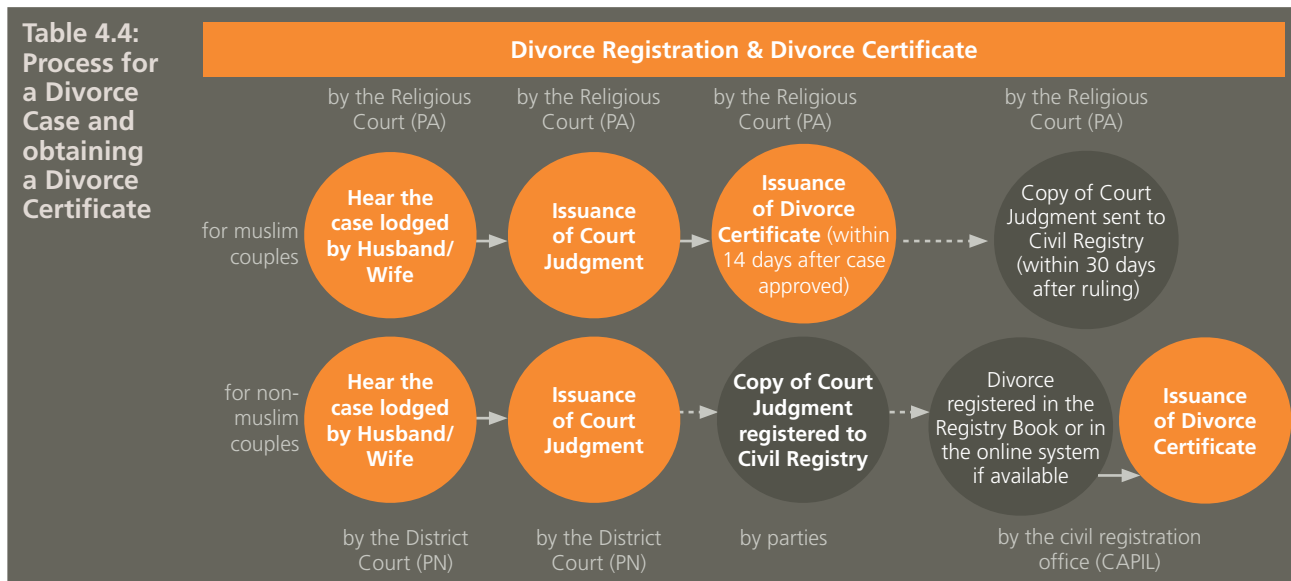 Table 4.4:
Process for
a Divorce
Case and
obtaining
a Divorce
Certificate
Divorce Registration & Divorce Certificate
by the Religious
Court (PA)
by the Religious
Court (PA)
by the Religious
Court (PA)
by the Religious
Court (PA)
for muslim
couples
Hear the
case lodged
by Husband/
Wife
Issuance
of Court
Judgment
Issuance
of Divorce
Certificate (within
14 days after case
approved)
Copy of Court
Judgment sent to
Civil Registry
(within 30 days
after ruling)
for non-
muslim
couples
Hear the
case lodged
by Husband/
Wife
Issuance
of Court
Judgment
Copy of Court
Judgment
registered to
Civil Registry
Divorce
registered in the
Registry Book or in
the online system
if available
Issuance
of Divorce
Certificate
by the District
Court (PN)
by the District
Court (PN)
by parties
by the civil registration
office (CAPIL)